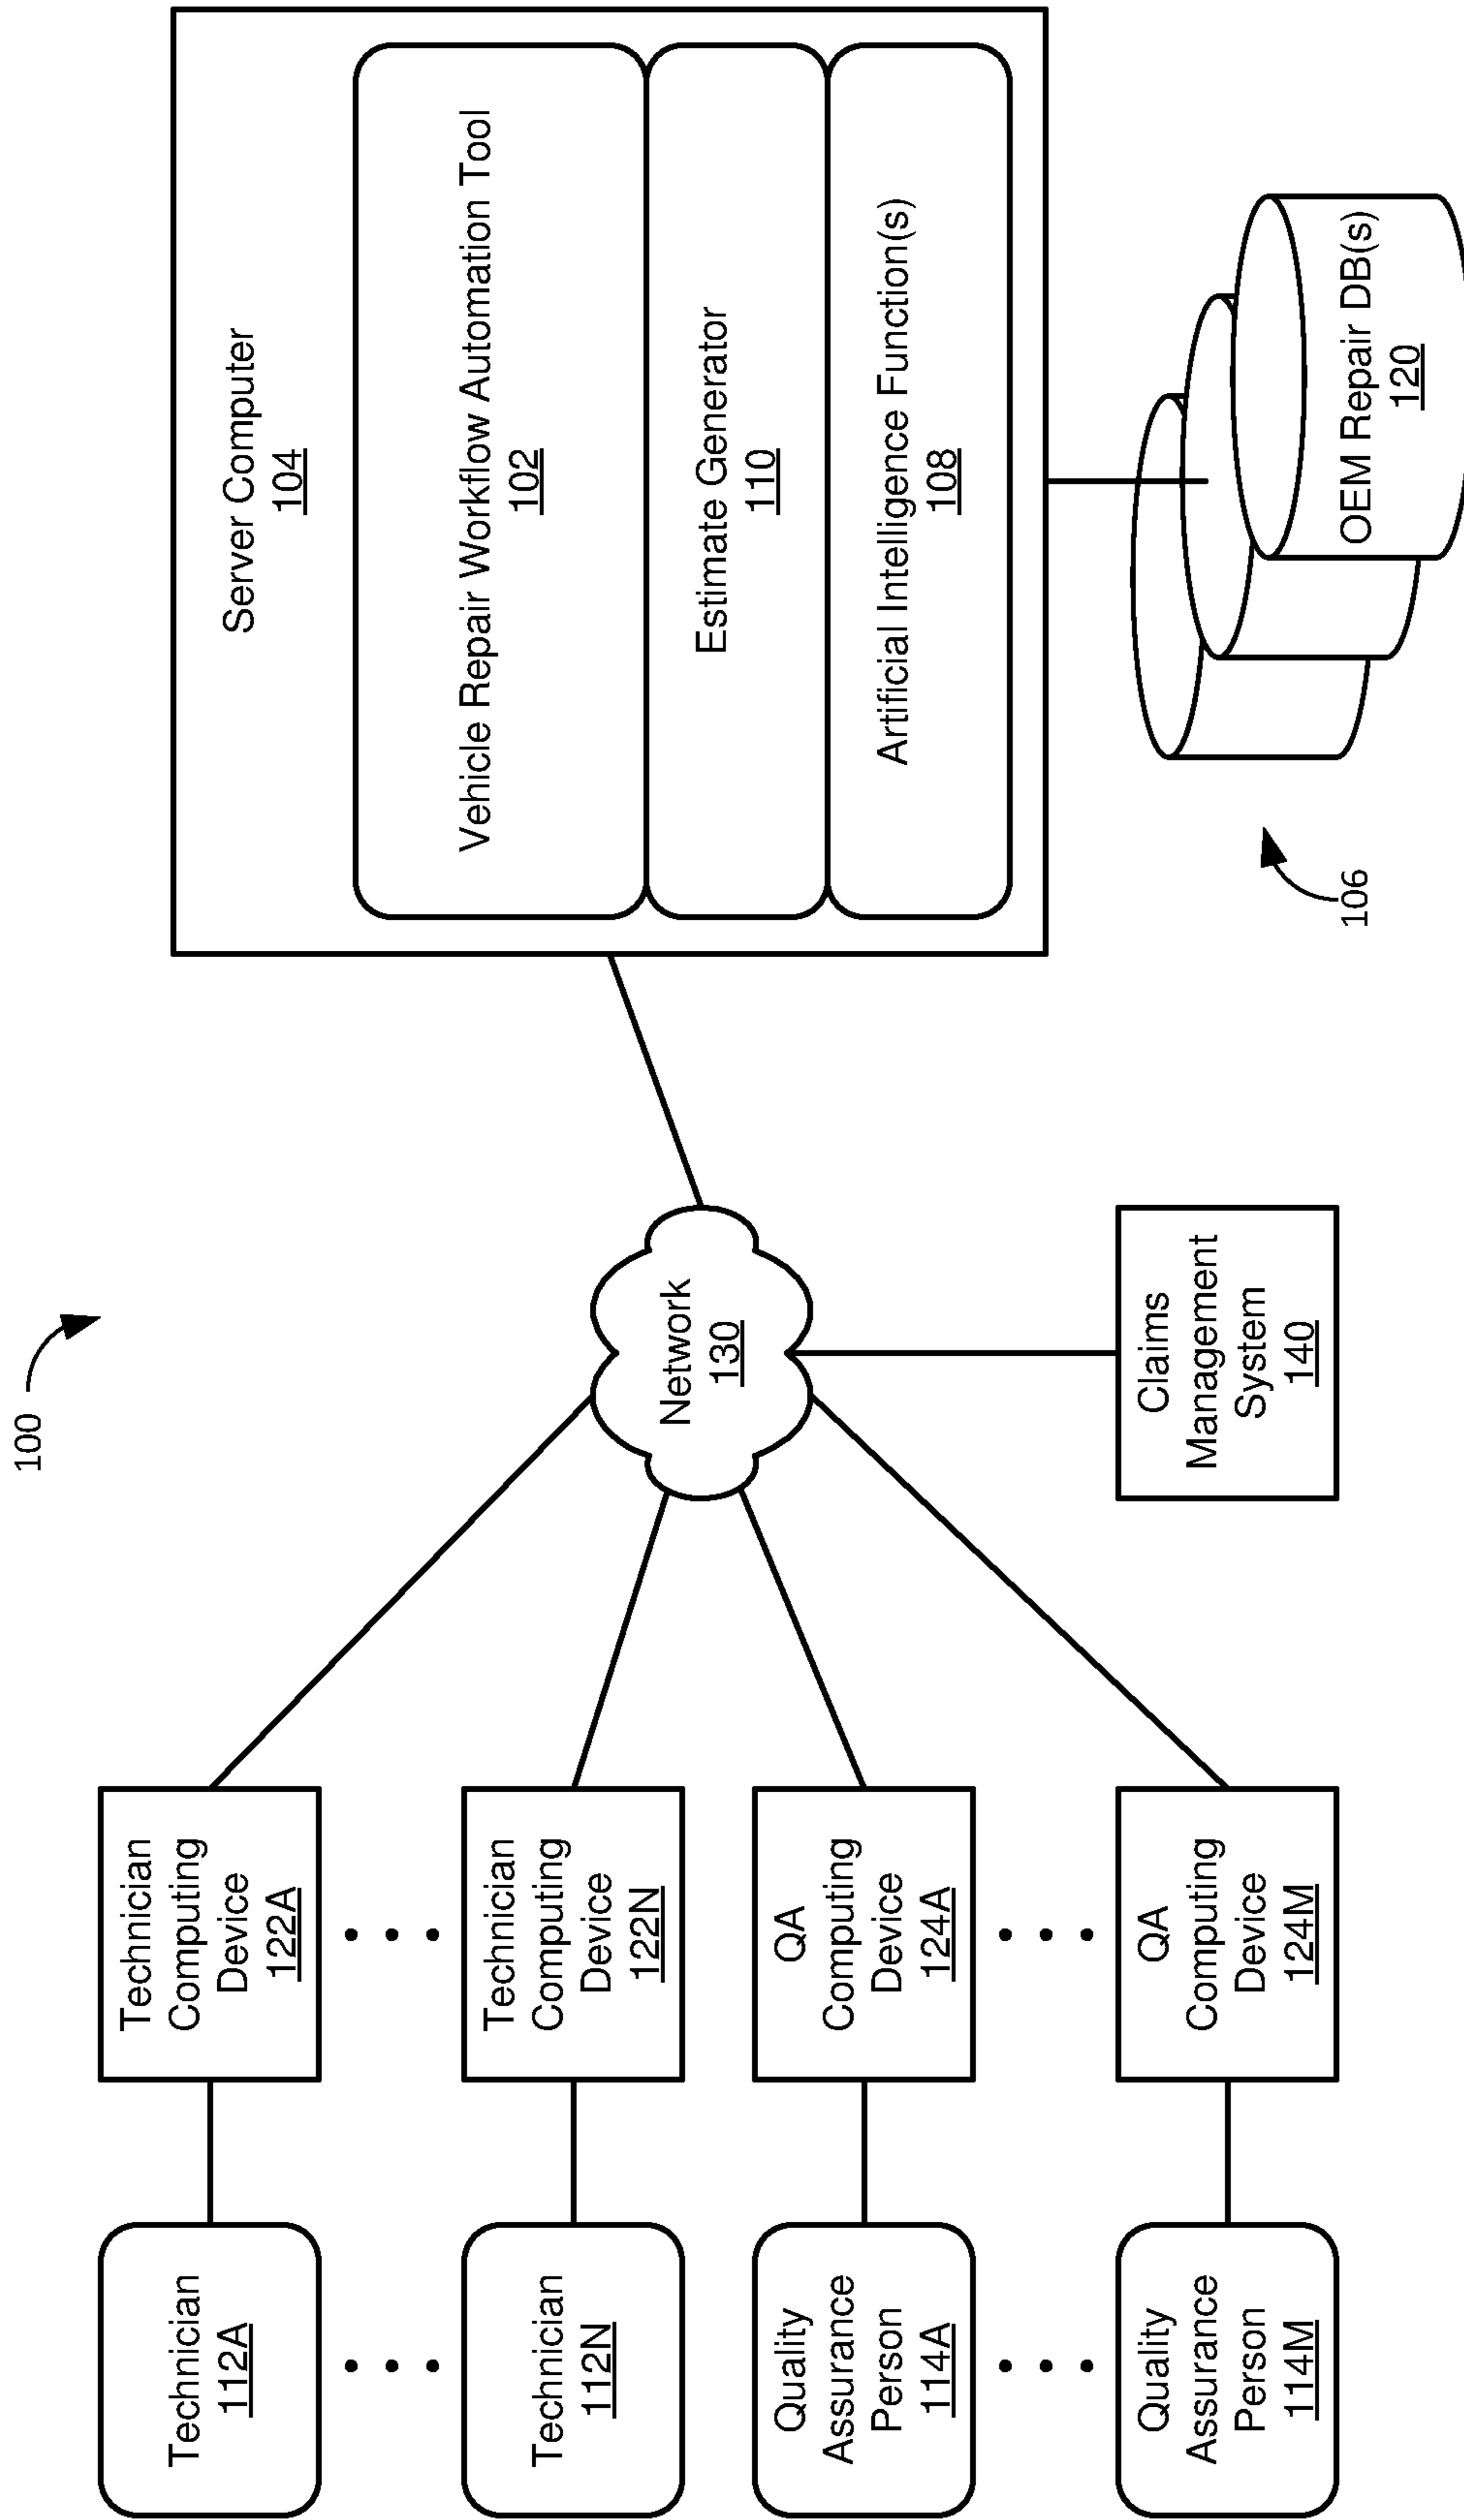 100
Technician
112A
Technician
Computing
Device
122A
Technician
112N
Technician
Computing
Device
122N
Quality
Assurance
Person
114A
QA
Computing
Device
124A
Quality
Assurance
Person
114M
QA
Computing
Device
124M
Network
130
Claims
Management
System
140
Server Computer
104
Vehicle Repair Workflow Automation Tool
102
Estimate Generator
110
Artificial Intelligence Function(s)
108
106
OEM Repair DB(s)
120